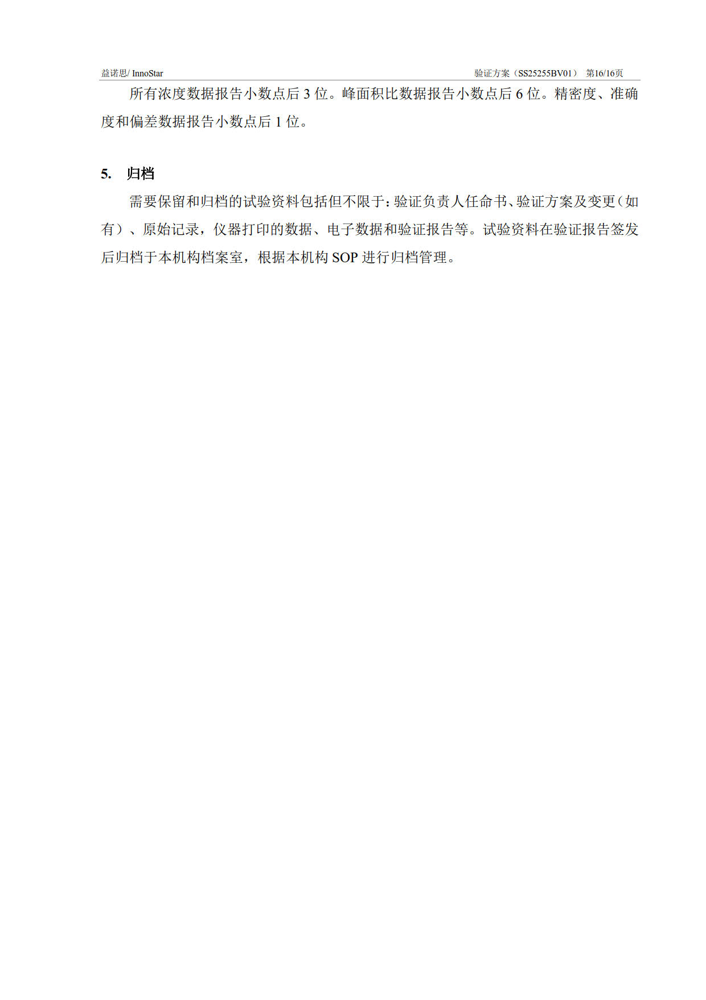 益诺思/ InnoStar 验证方案（SS25255BV01） 第16/16页
所有浓度数据报告小数点后 3 位。峰面积比数据报告小数点后 6 位。精密度、准确
度和偏差数据报告小数点后 1 位。
5. 归档
需要保留和归档的试验资料包括但不限于：验证负责人任命书、验证方案及变更（如
有）、原始记录，仪器打印的数据、电子数据和验证报告等。试验资料在验证报告签发
后归档于本机构档案室，根据本机构 SOP 进行归档管理。